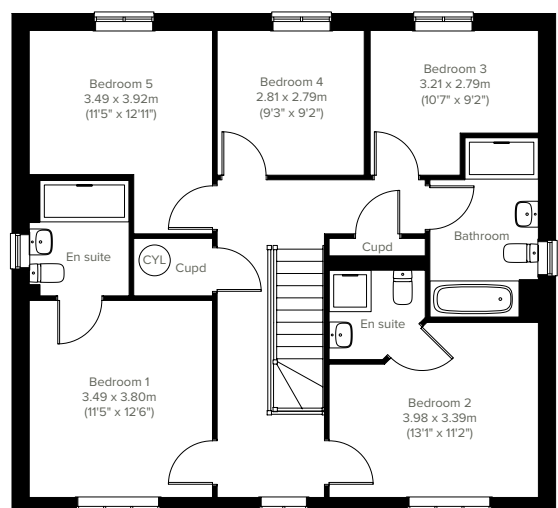 Bedroom 5
3.49 x 3.92m
(11'5" x 12'11")
Bedroom 4
2.81 x 2.79m
(9'3" x 9'2")
Bedroom 3
3.21 x 2.79m
(10'7" x 9'2")
En suite
CYL
Cupd
Cupd
Bathroom
En suite
Bedroom 1
3.49 x 3.80m
(11'5" x 12'6")
Bedroom 2
3.98 x 3.39m
(13'1" x 11'2")